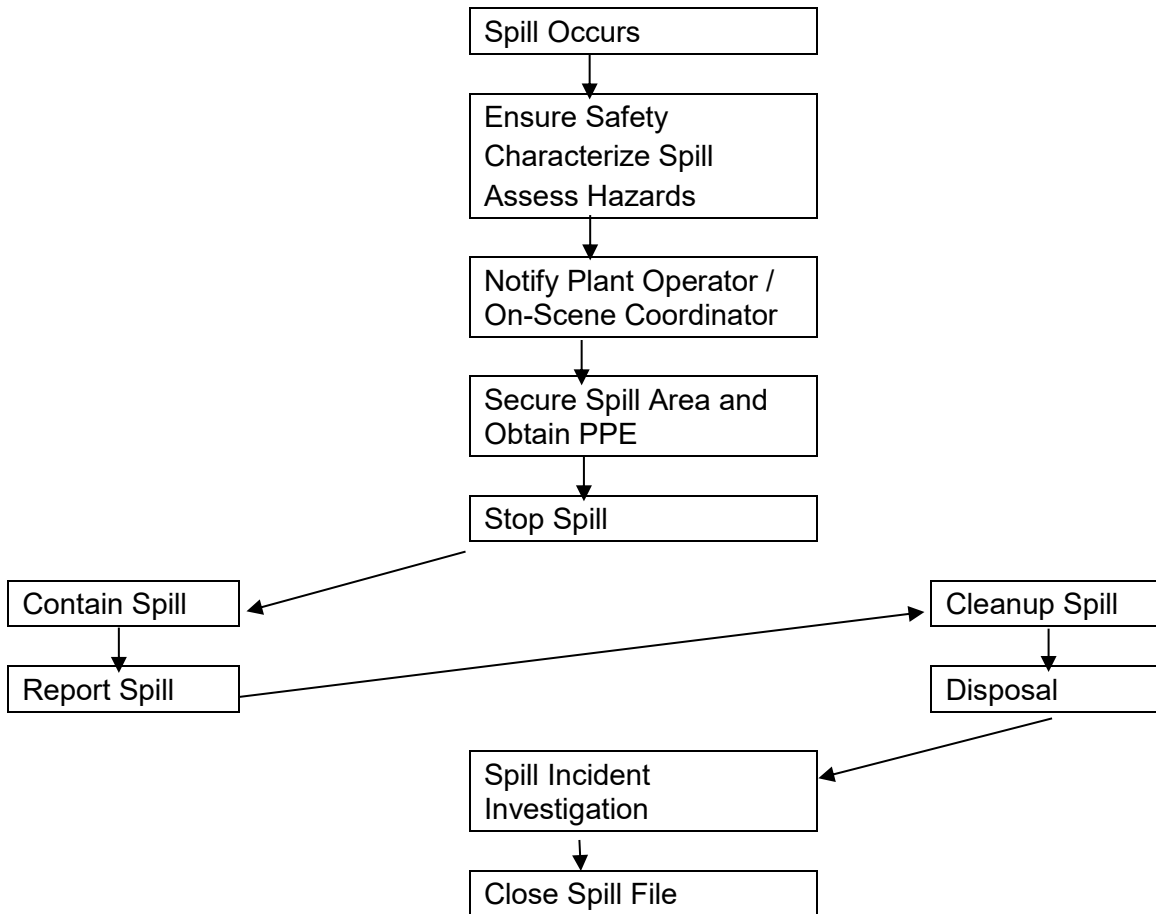 Spill Occurs
Ensure Safety
Characterize Spill
Assess Hazards
Notify Plant Operator /
On-Scene Coordinator
Secure Spill Area and
Obtain PPE
Stop Spill
Contain Spill
Report Spill
Cleanup Spill
Disposal
Spill Incident
Investigation
Close Spill File